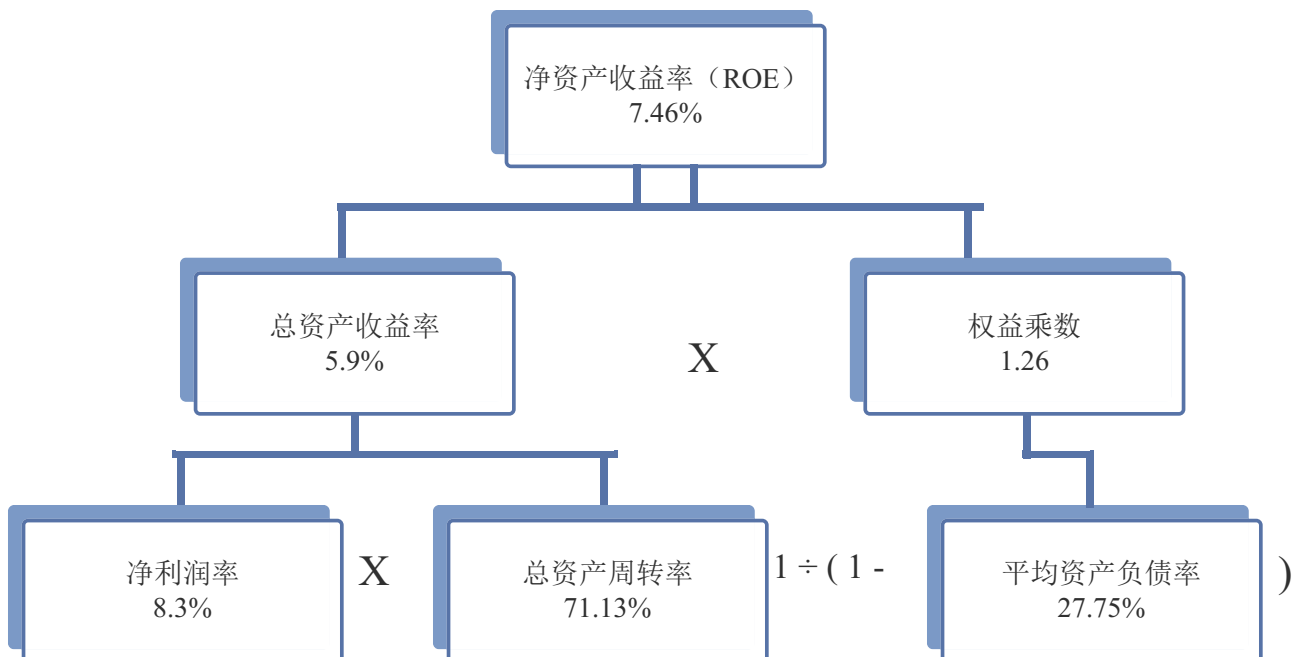 净资产收益率（ROE）
7.46%
总资产收益率
5.9%
X
权益乘数
1.26
净利润率
8.3%
X
总资产周转率
71.13%
1 ÷ ( 1 -
平均资产负债率
27.75%
)